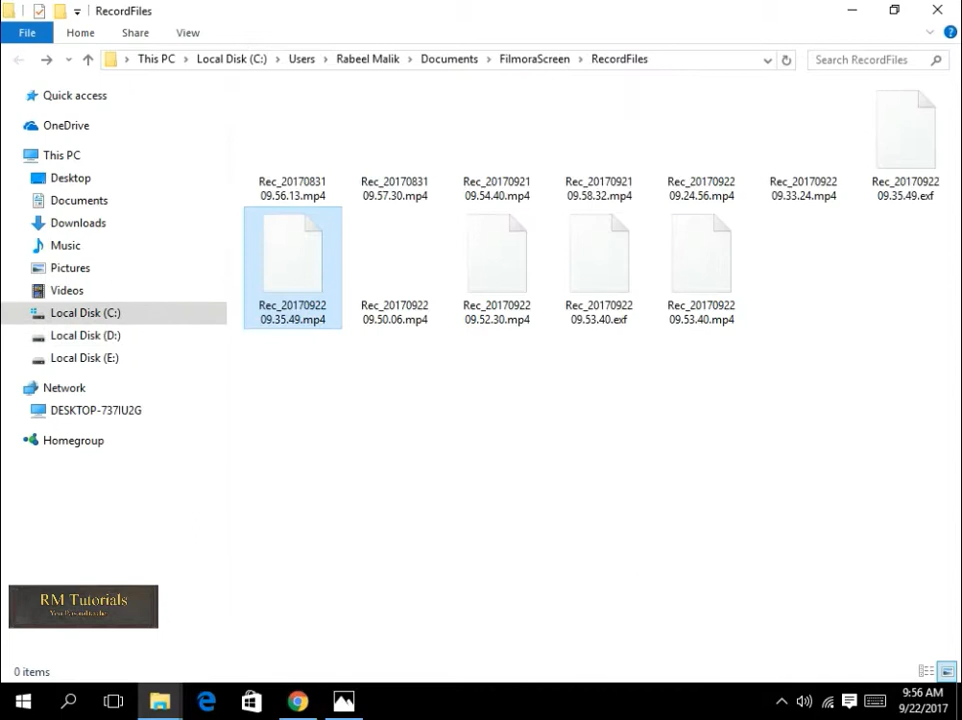 RecordFiles
File Home Share View
This PC Local Disk (C:) Users Rabeel Malik Documents FilmoraScreen RecordFiles
Search RecordFiles
Quick access
OneDrive
This PC
Desktop
Documents
Downloads
Music
Pictures
Videos
Local Disk (C:)
Local Disk (D:)
Local Disk (E:)
Network
DESKTOP-737IU2G
Homegroup
Rec_20170831
09.56.13.mp4
Rec_20170831
09.57.30.mp4
Rec_20170921
09.54.40.mp4
Rec_20170921
09.58.32.mp4
Rec_20170922
09.24.56.mp4
Rec_20170922
09.33.24.mp4
Rec_20170922
09.35.49.exf
Rec_20170922
09.35.49.mp4
Rec_20170922
09.50.06.mp4
Rec_20170922
09.52.30.mp4
Rec_20170922
09.53.40.exf
Rec_20170922
09.53.40.mp4
RM Tutorials
0 items
9:56 AM
9/22/2017